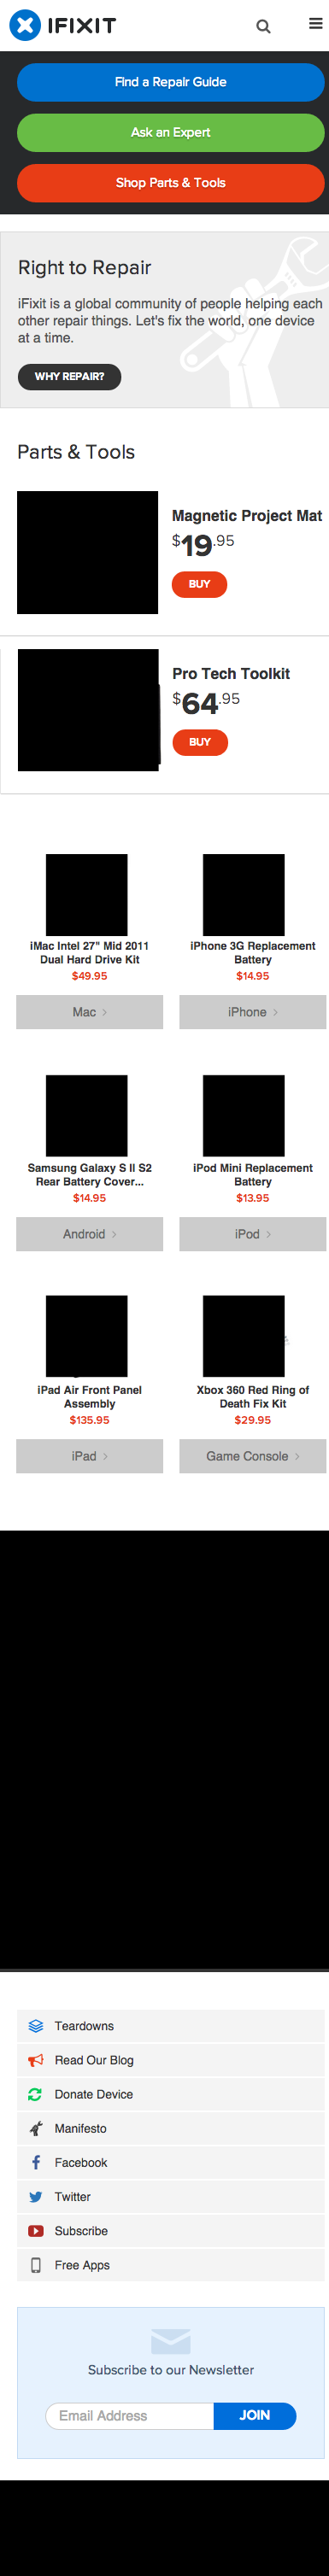 IFIXIT
Find a Repair Guide
Ask an Expert
Shop Parts & Tools
Right to Repair
iFixit is a global community of people helping each
other repair things. Let's fix the world, one device
at a time.
WHY REPAIR?
Parts & Tools
Magnetic Project Mat
$19.95
BUY
Pro Tech Toolkit
$64.95
BUY
iMac Intel 27" Mid 2011
Dual Hard Drive Kit
$49.95
Mac >
iPhone 3G Replacement
Battery
$14.95
iPhone >
Samsung Galaxy S II S2
Rear Battery Cover...
$14.95
Android >
iPod Mini Replacement
Battery
$13.95
iPod >
iPad Air Front Panel
Assembly
$135.95
iPad >
Xbox 360 Red Ring of
Death Fix Kit
$29.95
Game Console >
Teardowns
Read Our Blog
Donate Device
Manifesto
Facebook
Twitter
Subscribe
Free Apps
Subscribe to our Newsletter
Email Address
JOIN